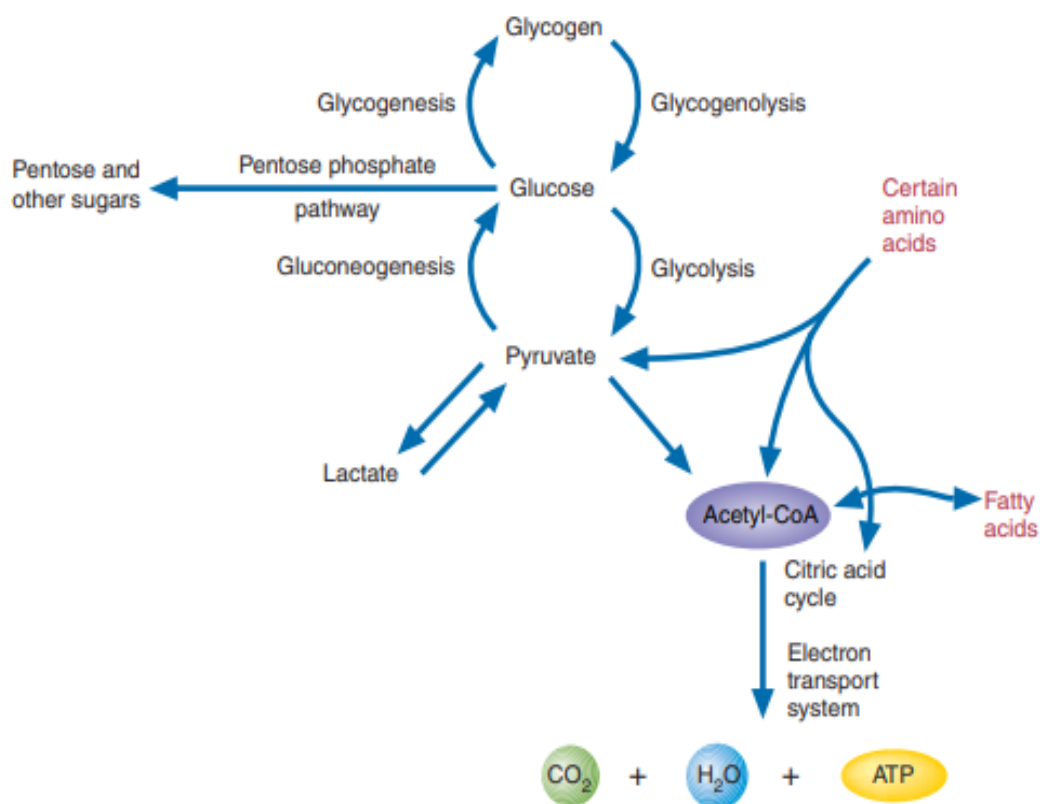 Glycogen
Glycogenesis
Glycogenolysis
Pentose and
other sugars
Pentose phosphate
pathway
Glucose
Certain
amino
acids
Gluconeogenesis
Glycolysis
Pyruvate
Lactate
Acetyl-CoA
Fatty
acids
Citric acid
cycle
Electron
transport
system
CO₂ + H₂O + ATP